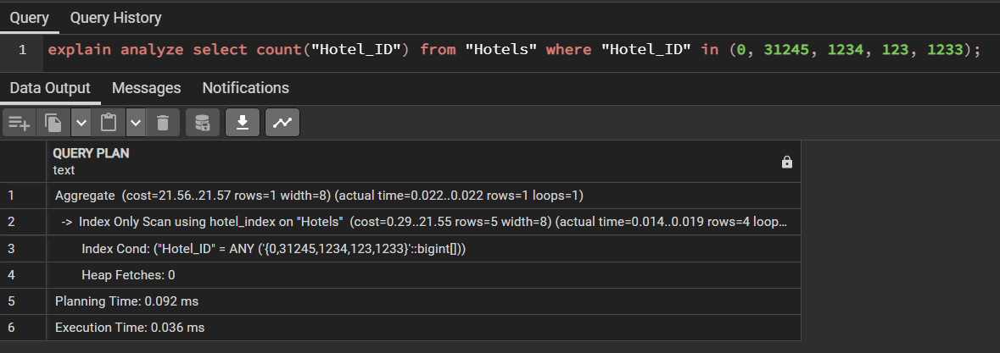 Query Query History
1 explain analyze select count("Hotel_ID") from "Hotels" where "Hotel_ID" in (0, 31245, 1234, 123, 1233);
Data Output Messages Notifications
QUERY PLAN
text
1 Aggregate (cost=21.56..21.57 rows=1 width=8) (actual time=0.022..0.022 rows=1 loops=1)
2 -> Index Only Scan using hotel_index on "Hotels" (cost=0.29..21.55 rows=5 width=8) (actual time=0.014..0.019 rows=4 loop...
3 Index Cond: ("Hotel_ID" = ANY ('{0,31245,1234,123,1233}'::bigint[]))
4 Heap Fetches: 0
5 Planning Time: 0.092 ms
6 Execution Time: 0.036 ms